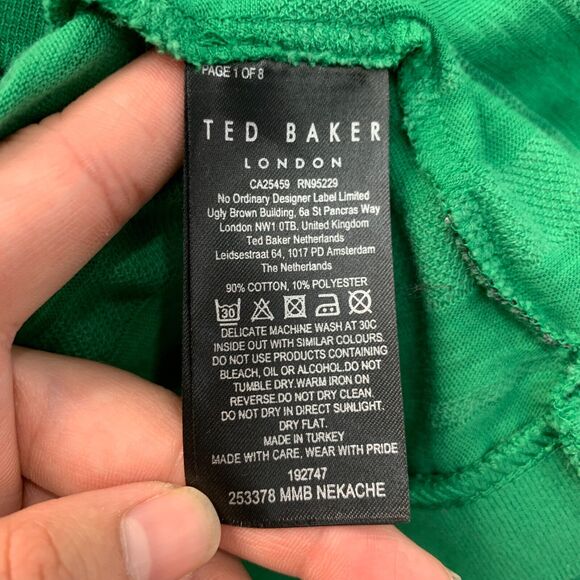 PAGE 1 OF 8
TED BAKER
LONDON
CA25459 RN95229
No Ordinary Designer Label Limited
Ugly Brown Building, 6a St Pancras Way
London NW1 0TB, United Kingdom
Ted Baker Netherlands
Leidsestraat 64, 1017 PD Amsterdam
The Netherlands
90% COTTON, 10% POLYESTER
30
DELICATE MACHINE WASH AT 30C
INSIDE OUT WITH SIMILAR COLOURS.
DO NOT USE PRODUCTS CONTAINING
BLEACH, OIL OR ALCOHOL.DO NOT
TUMBLE DRY.WARM IRON ON
REVERSE.DO NOT DRY CLEAN.
DO NOT DRY IN DIRECT SUNLIGHT.
DRY FLAT.
MADE IN TURKEY
MADE WITH CARE, WEAR WITH PRIDE
192747
253378 MMB NEKACHE